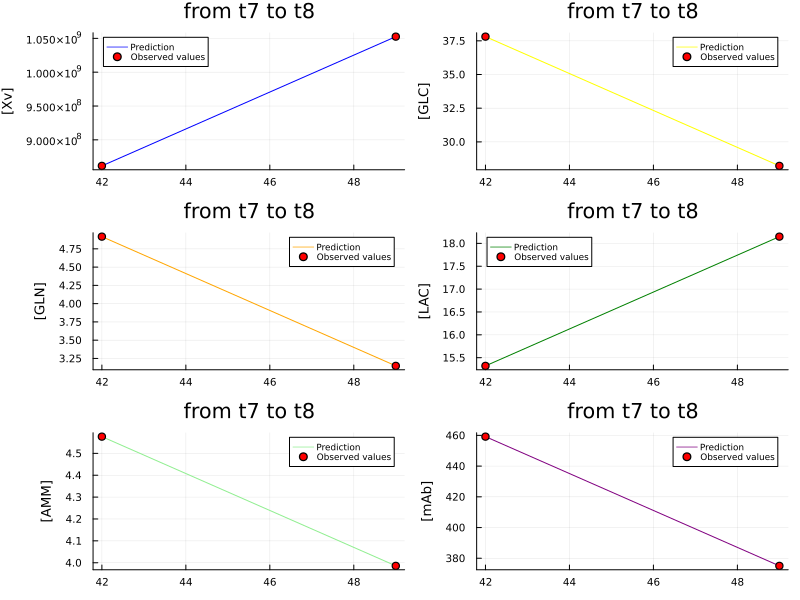 from t7 to t8
[Xv]
1.050×10⁹
1.000×10⁹
9.500×10⁸
9.000×10⁸
Prediction
Observed values
42 44 46 48
from t7 to t8
[GLC]
37.5
35.0
32.5
30.0
Prediction
Observed values
42 44 46 48
from t7 to t8
[GLN]
4.75
4.50
4.25
4.00
3.75
3.50
3.25
Prediction
Observed values
42 44 46 48
from t7 to t8
[LAC]
18.0
17.5
17.0
16.5
16.0
15.5
Prediction
Observed values
42 44 46 48
from t7 to t8
[AMM]
4.5
4.4
4.3
4.2
4.1
4.0
Prediction
Observed values
42 44 46 48
from t7 to t8
[mAb]
460
440
420
400
380
Prediction
Observed values
42 44 46 48